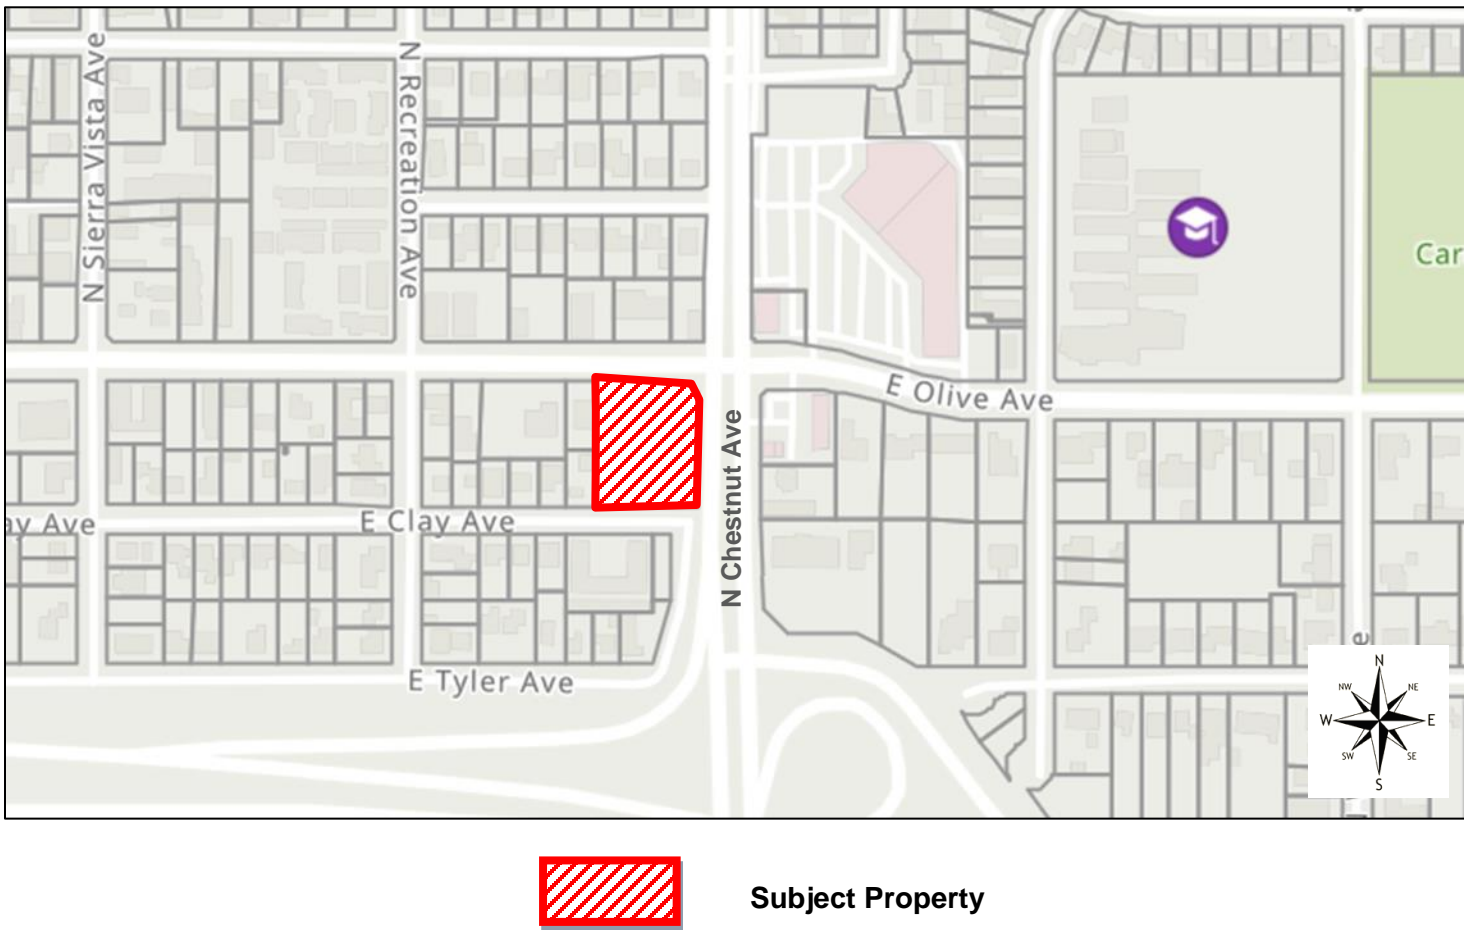 N Sierra Vista Ave
N Recreation Ave
Car
E Olive Ave
N Chestnut Ave
ay Ave
E Clay Ave
E Tyler Ave
e
N
NW
NE
W
E
SW
SE
S
Subject Property